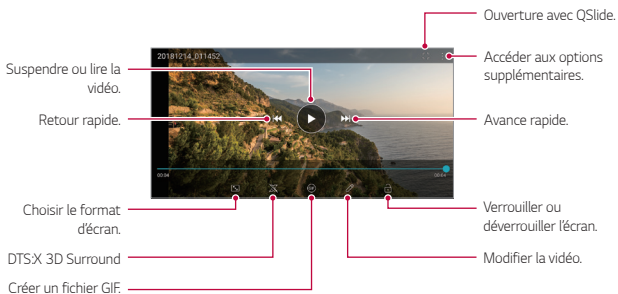 Ouverture avec QSlide.
20181214_011452
Accéder aux options
supplémentaires.
Suspendre ou lire la
vidéo.
Retour rapide.
Avance rapide.
00:04
00:04
GIF
Choisir le format
d'écran.
Verrouiller ou
déverrouiller l'écran.
DTS:X 3D Surround
Modifier la vidéo.
Créer un fichier GIF.